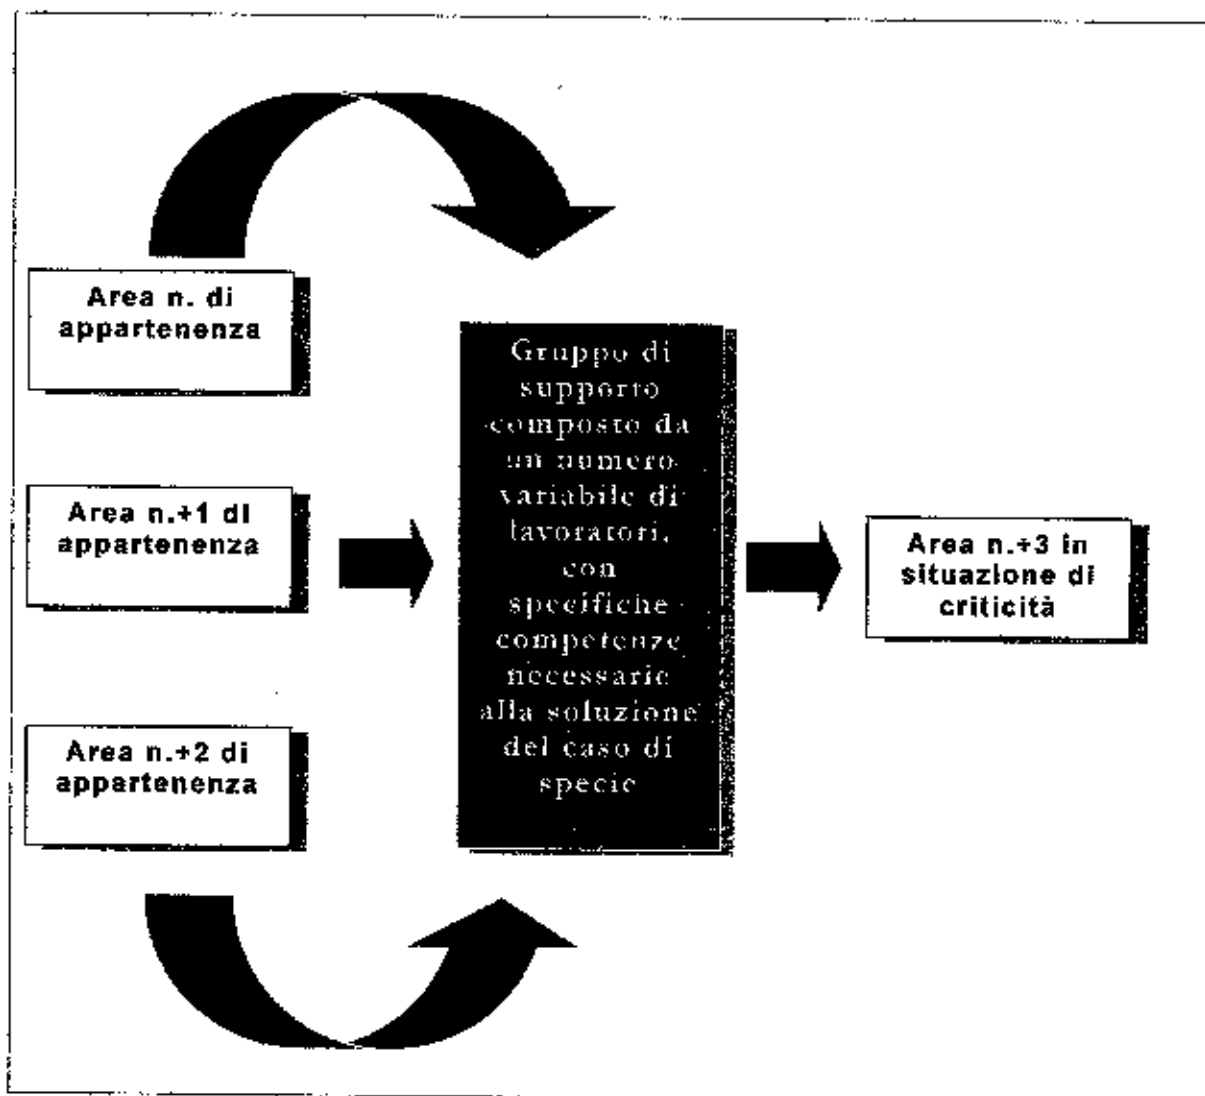 Area n. di
appartenenza
Area n.+1 di
appartenenza
Area n.+2 di
appartenenza
Gruppo di
supporto
composto da
un numero
variabile di
lavoratori,
con
specifiche
competenze
necessarie
alla soluzione
del caso di
specie
Area n.+3 in
situazione di
criticità